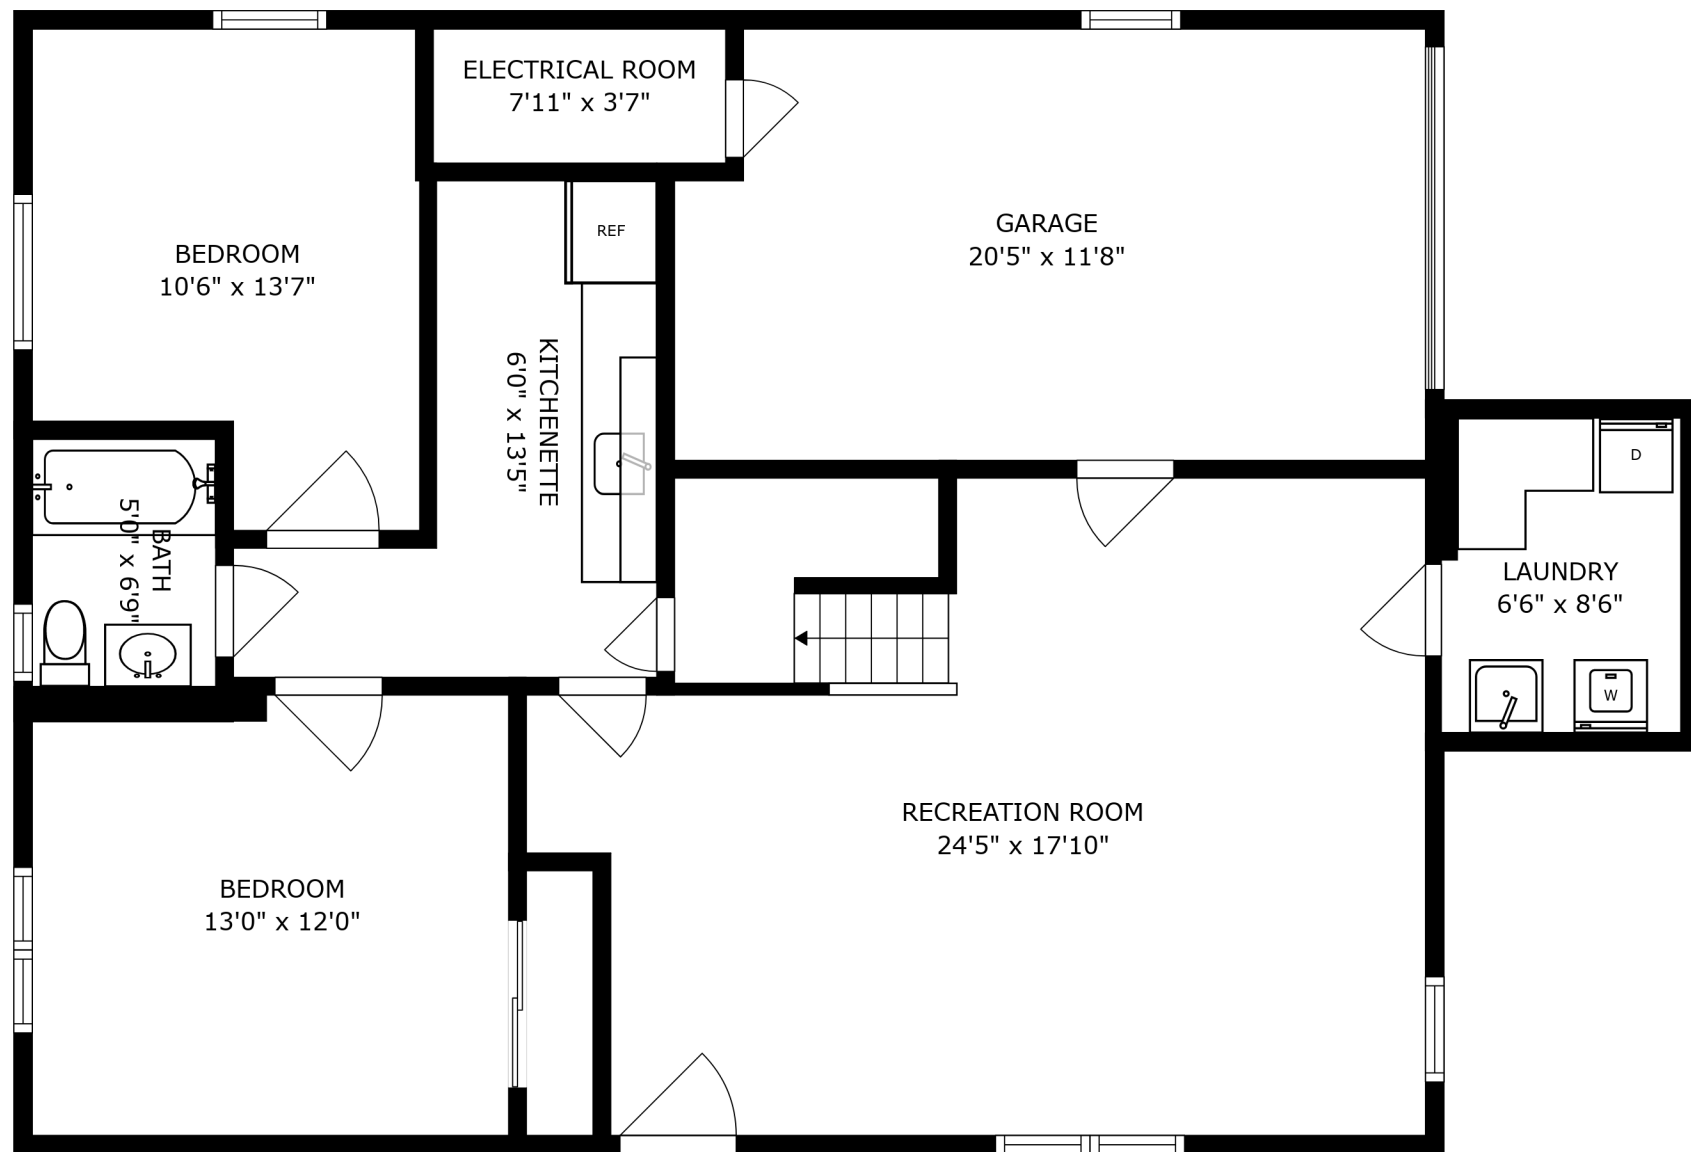 ELECTRICAL ROOM
7'11" x 3'7"
GARAGE
20'5" x 11'8"
REF
BEDROOM
10'6" x 13'7"
KITCHENETTE
6'0" x 13'5"
D
BATH
5'0" x 6'9"
LAUNDRY
6'6" x 8'6"
W
RECREATION ROOM
24'5" x 17'10"
BEDROOM
13'0" x 12'0"